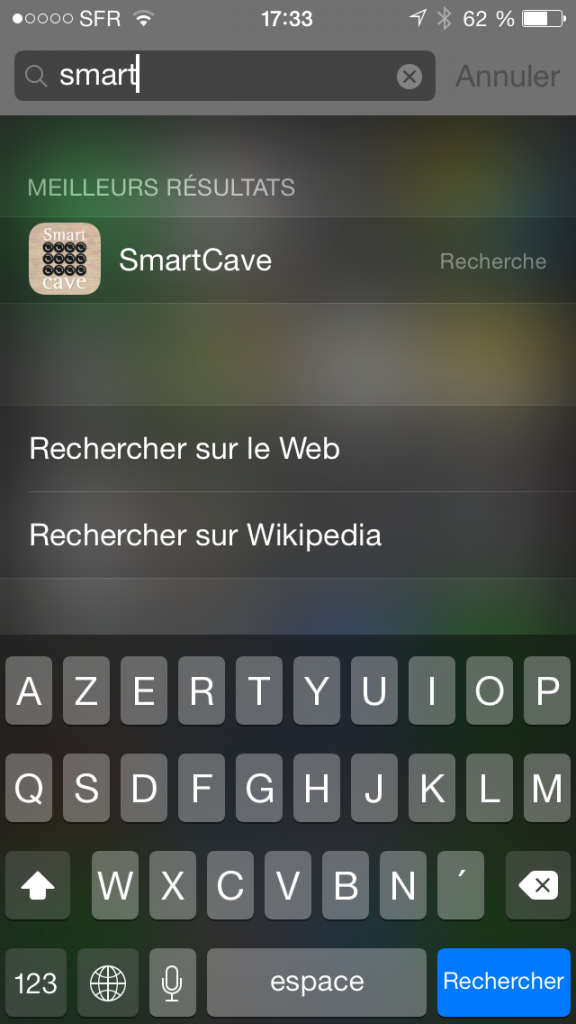 SFR 17:33 62 %
smart Annuler
MEILLEURS RÉSULTATS
Smart
cave
SmartCave Recherche
Rechercher sur le Web
Rechercher sur Wikipedia
A Z E R T Y U I O P
Q S D F G H J K L M
W X C V B N ´
123 espace Rechercher